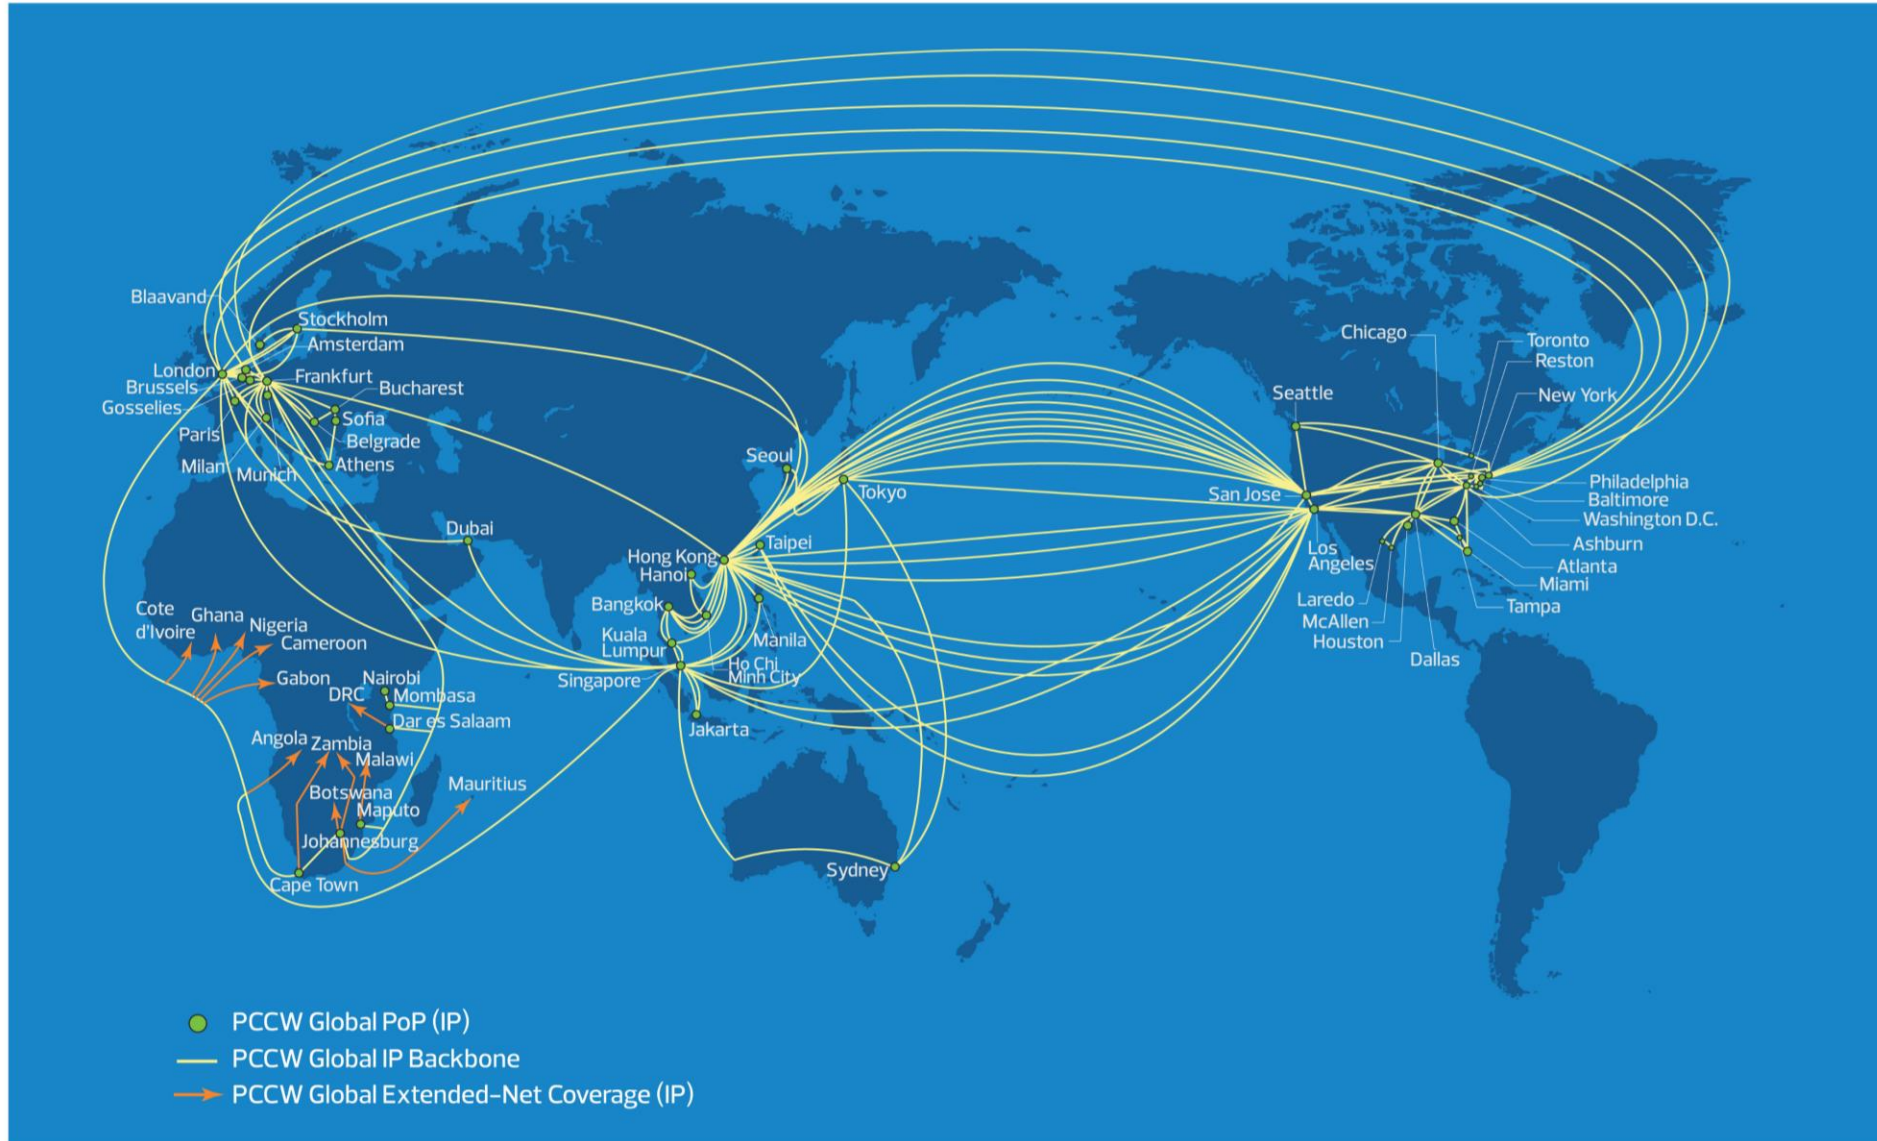 Blaavand
Stockholm
Amsterdam
London
Frankfurt
Brussels
Bucharest
Gosselies
Sofia
Paris
Belgrade
Milan
Munich
Athens
Dubai
Seoul
Tokyo
Taipei
Hong Kong
Hanoi
Bangkok
Kuala
Lumpur
Manila
Ho Chi
Minh City
Singapore
Jakarta
Sydney
Cote
d'Ivoire
Ghana
Nigeria
Cameroon
Gabon
Nairobi
DRC
Mombasa
Dar es Salaam
Angola
Zambia
Malawi
Botswana
Maputo
Mauritius
Johannesburg
Cape Town
Chicago
Toronto
Reston
Seattle
New York
San Jose
Philadelphia
Baltimore
Washington D.C.
Ashburn
Los
Angeles
Atlanta
Miami
Tampa
Laredo
McAllen
Houston
Dallas
PCCW Global PoP (IP)
PCCW Global IP Backbone
PCCW Global Extended-Net Coverage (IP)